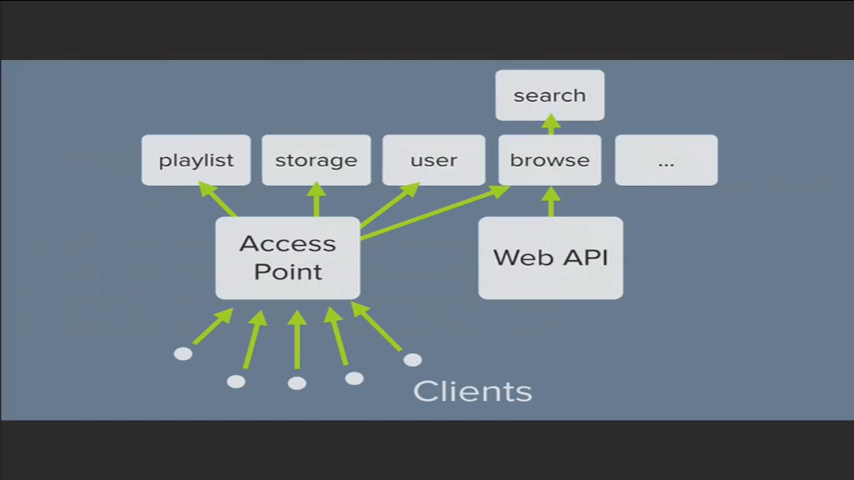 search
playlist
storage
user
browse
...
Access
Point
Web API
Clients